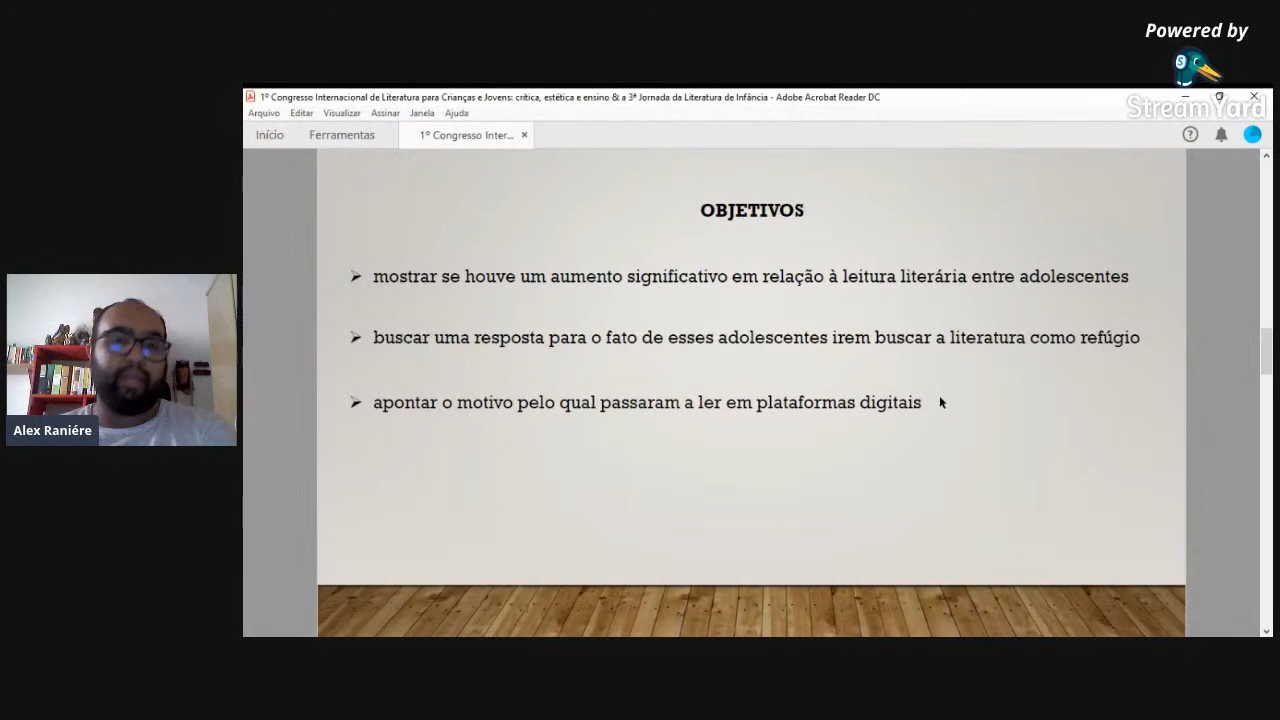 Powered by
StreamYard
1º Congresso Internacional de Literatura para Crianças e Jovens: crítica, estética e ensino & a 3ª Jornada da Literatura de Infância - Adobe Acrobat Reader DC
Arquivo Editar Visualizar Assinar Janela Ajuda
Início Ferramentas 1º Congresso Inter... ×
OBJETIVOS
mostrar se houve um aumento significativo em relação à leitura literária entre adolescentes
buscar uma resposta para o fato de esses adolescentes irem buscar a literatura como refúgio
apontar o motivo pelo qual passaram a ler em plataformas digitais
Alex Raniére